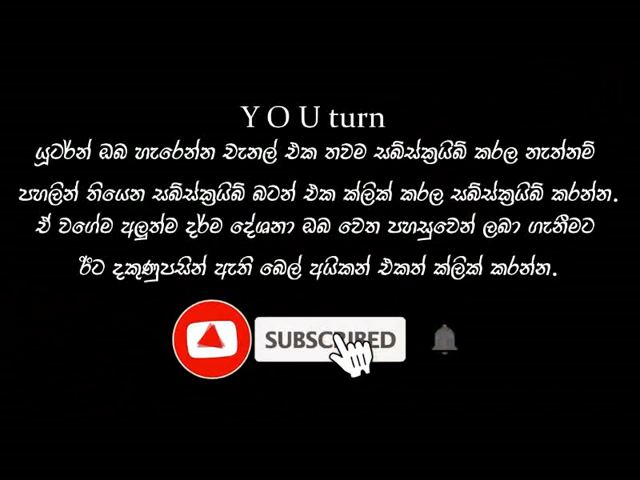 Y O U turn
යූටර්න් ඔබ හැරෙන්න චැනල් එක තවම සබ්ස්ක්‍රයිබ් කරල නැත්නම්
පහලින් තියෙන සබ්ස්ක්‍රයිබ් බටන් එක ක්ලික් කරල සබ්ස්ක්‍රයිබ් කරන්න.
ඒ වගේම අලුත්ම දර්ම දේශනා ඔබ වෙත පහසුවෙන් ලබා ගැනීමට
ඊට දකුණුපසින් ඇති බෙල් අයිකන් එකත් ක්ලික් කරන්න.
SUBSCRIBED